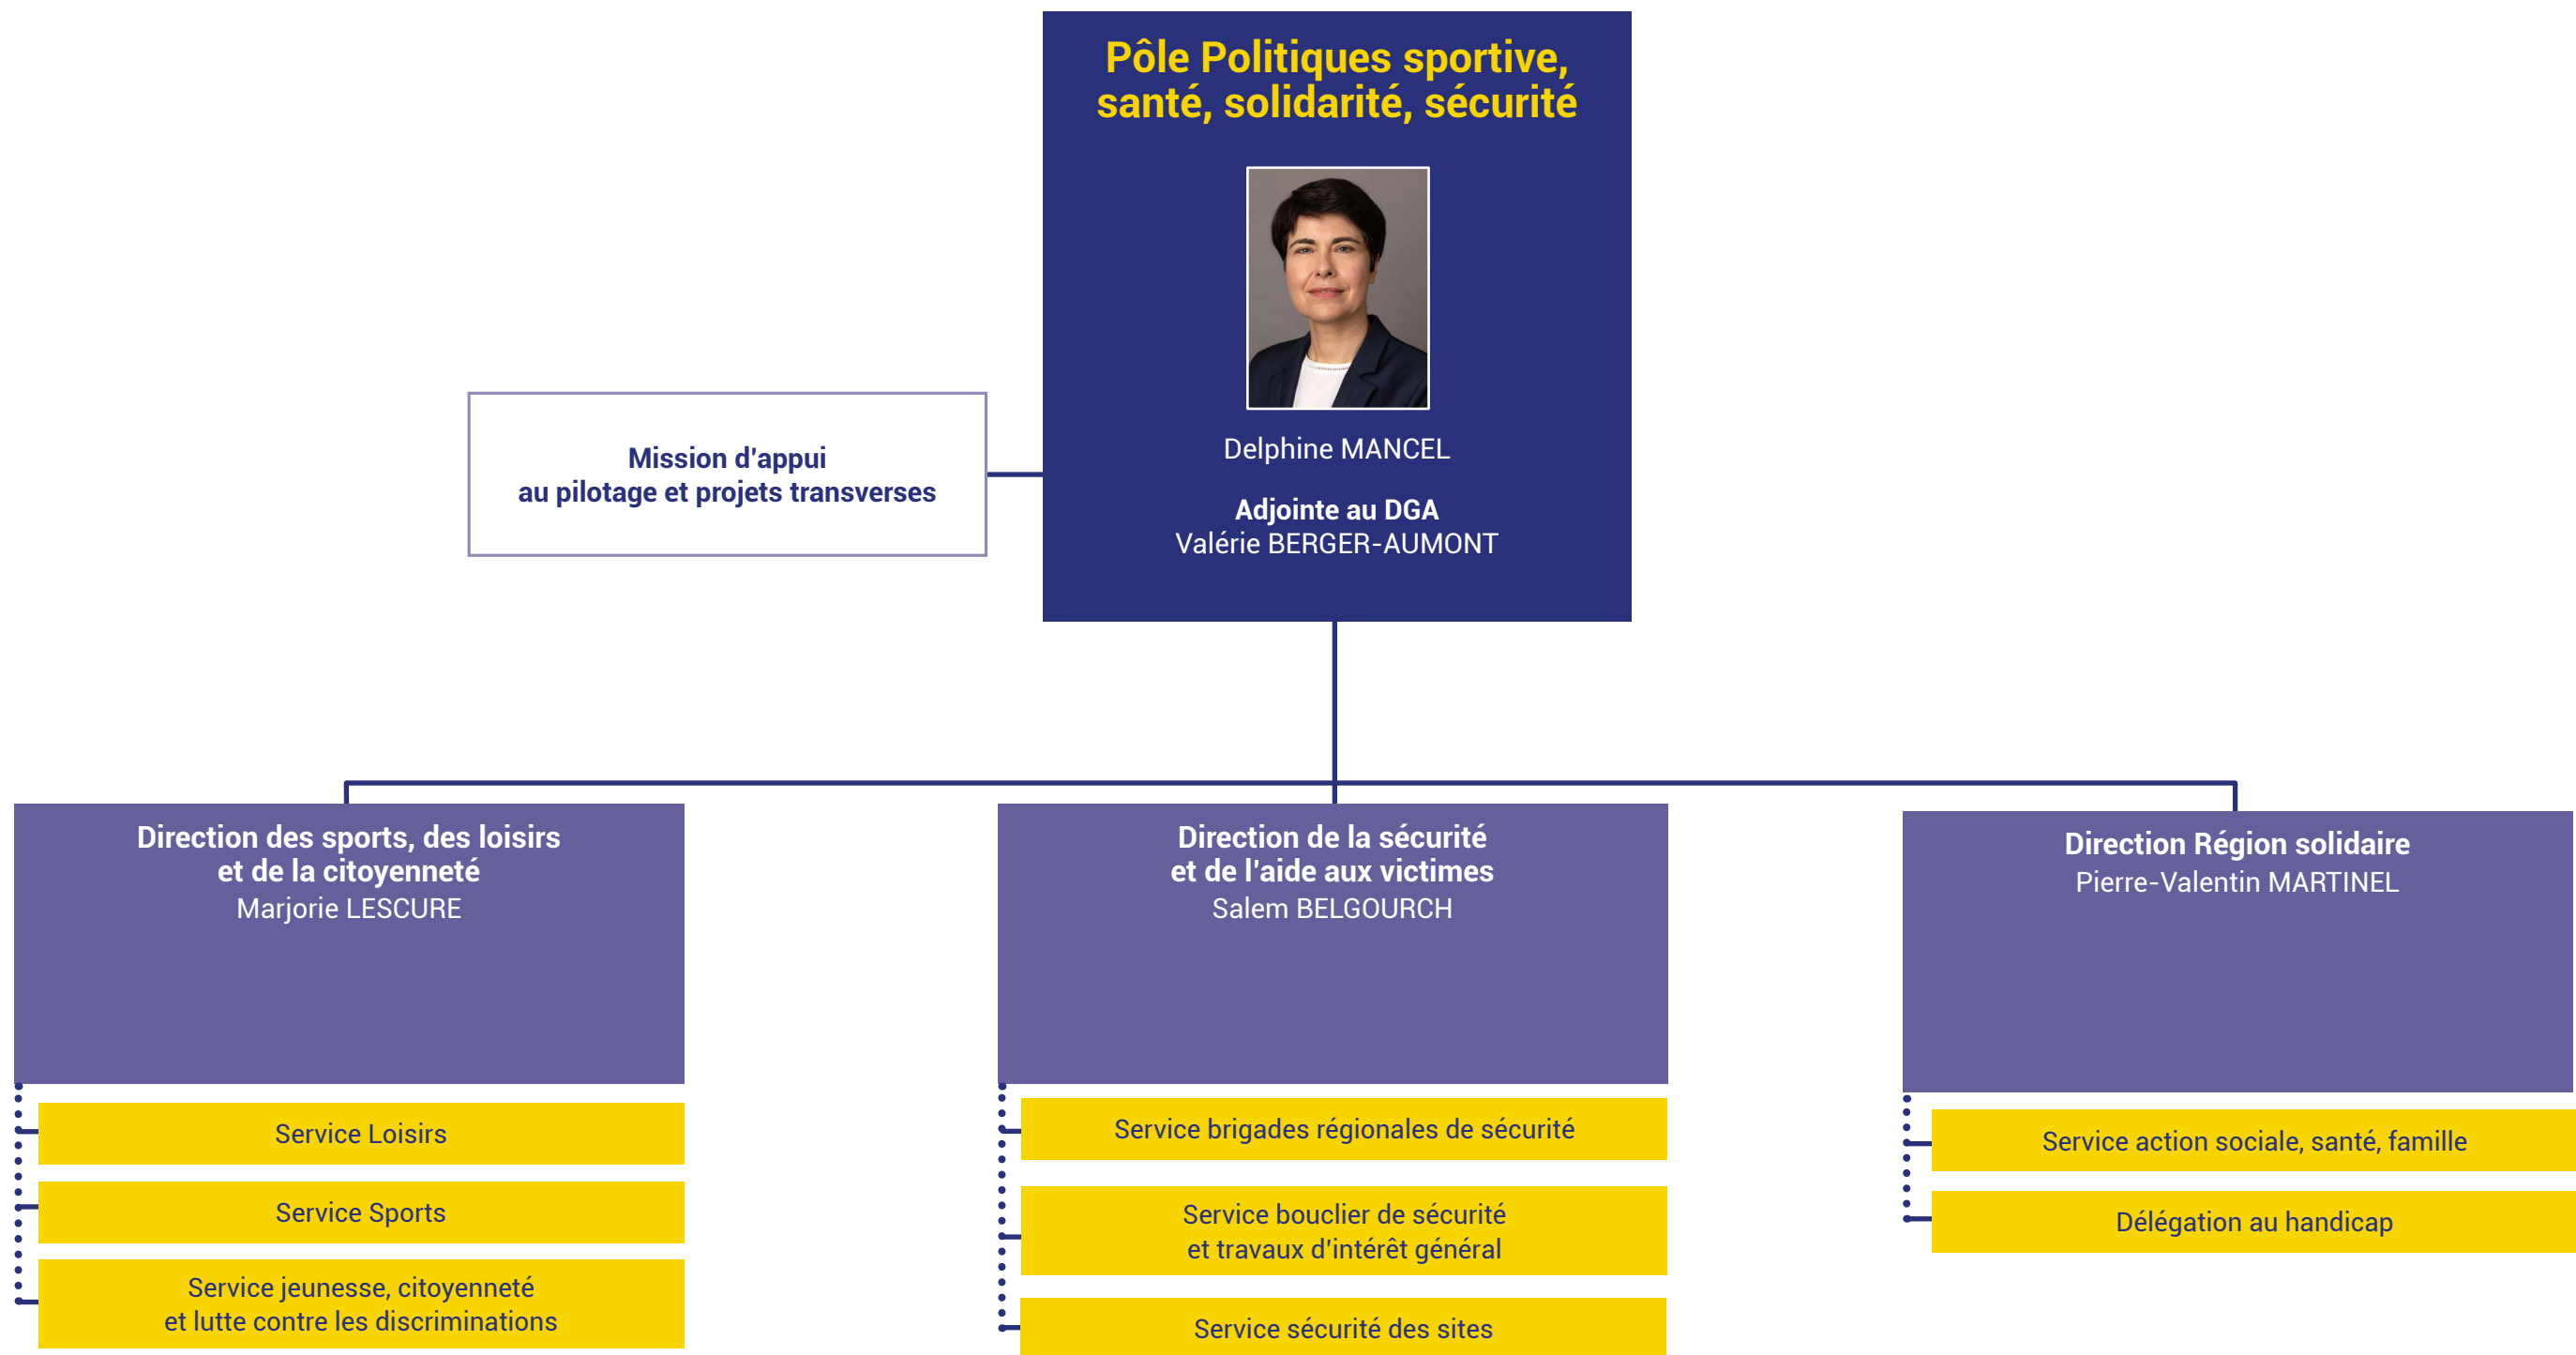 Pôle Politiques sportive,
santé, solidarité, sécurité
Delphine MANCEL
Adjointe au DGA
Valérie BERGER-AUMONT
Mission d'appui
au pilotage et projets transverses
Direction des sports, des loisirs
et de la citoyenneté
Marjorie LESCURE
Service Loisirs
Service Sports
Service jeunesse, citoyenneté
et lutte contre les discriminations
Direction de la sécurité
et de l'aide aux victimes
Salem BELGOURCH
Service brigades régionales de sécurité
Service bouclier de sécurité
et travaux d'intérêt général
Service sécurité des sites
Direction Région solidaire
Pierre-Valentin MARTINEL
Service action sociale, santé, famille
Délégation au handicap